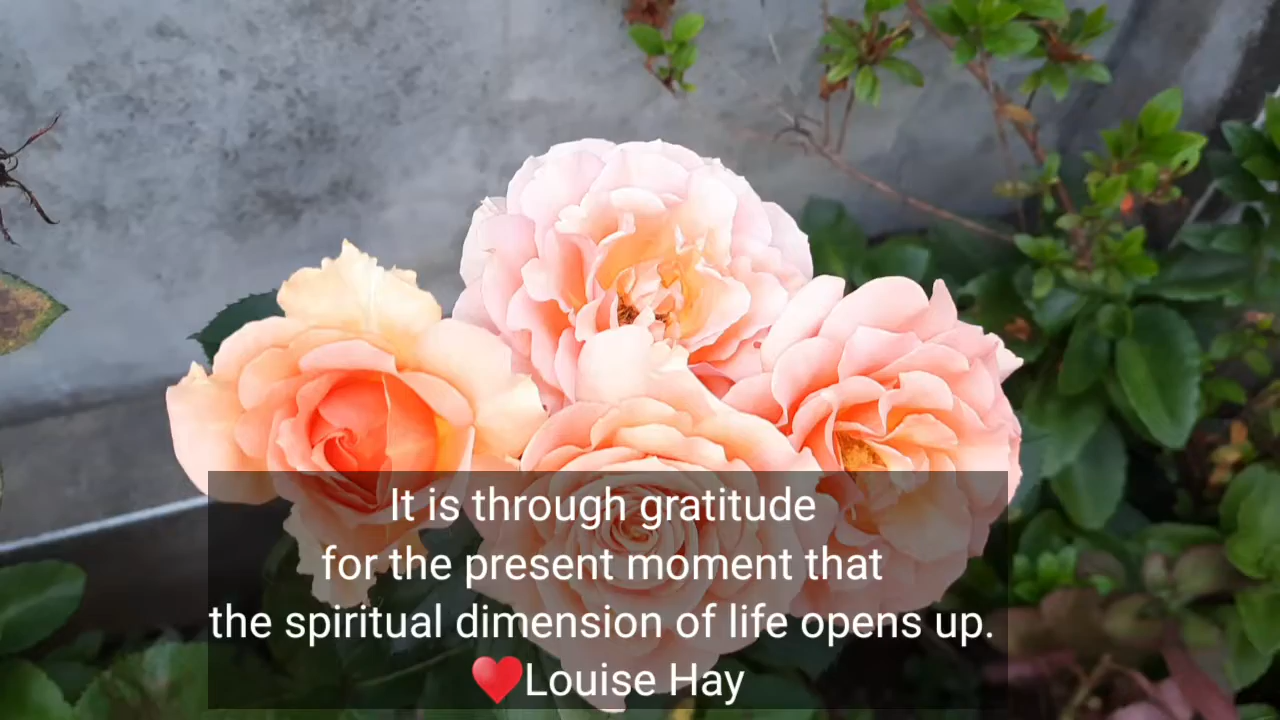 It is through gratitude
for the present moment that
the spiritual dimension of life opens up.
❤️Louise Hay